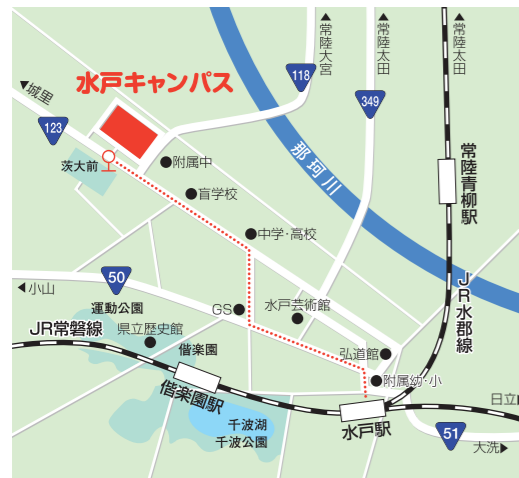 ▲常陸大宮
▲常陸太田
▲常陸太田
118
349
水戸キャンパス
▼城里
123
茨大前
附属中
盲学校
那珂川
常陸青柳駅
中学・高校
50
◀小山
運動公園
GS
水戸芸術館
JR水郡線
JR常磐線
県立歴史館
偕楽園
弘道館
附属幼・小
偕楽園駅
日立
千波湖
千波公園
水戸駅
51
大洗▶